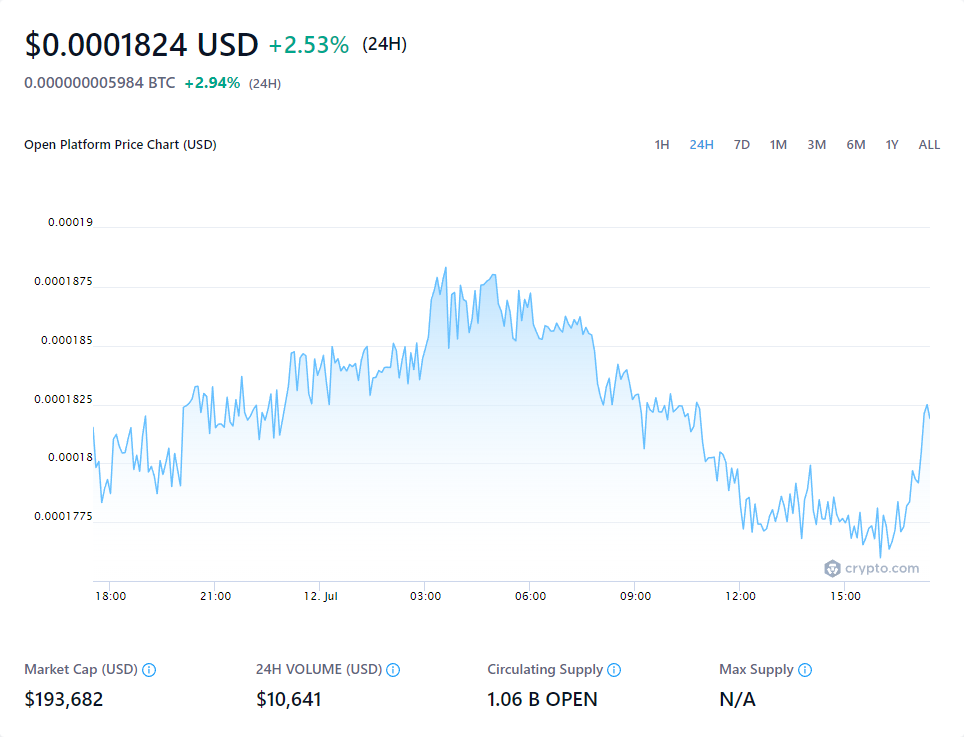 $0.0001824 USD +2.53% (24H)
0.000000005984 BTC +2.94% (24H)
Open Platform Price Chart (USD) 1H 24H 7D 1M 3M 6M 1Y ALL
0.00019
0.0001875
0.000185
0.0001825
0.00018
0.0001775
crypto.com
18:00 21:00 12. Jul 03:00 06:00 09:00 12:00 15:00
Market Cap (USD) 24H VOLUME (USD) Circulating Supply Max Supply
$193,682 $10,641 1.06 B OPEN N/A